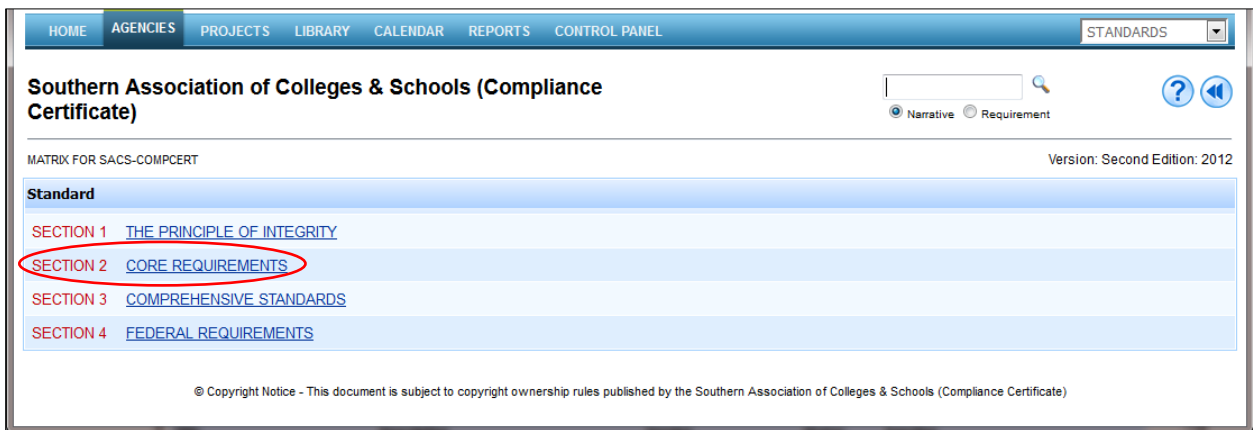 HOME AGENCIES PROJECTS LIBRARY CALENDAR REPORTS CONTROL PANEL STANDARDS
Southern Association of Colleges & Schools (Compliance
Certificate)
Narrative Requirement
MATRIX FOR SACS-COMPCERT Version: Second Edition: 2012
Standard
SECTION 1 THE PRINCIPLE OF INTEGRITY
SECTION 2 CORE REQUIREMENTS
SECTION 3 COMPREHENSIVE STANDARDS
SECTION 4 FEDERAL REQUIREMENTS
© Copyright Notice - This document is subject to copyright ownership rules published by the Southern Association of Colleges & Schools (Compliance Certificate)